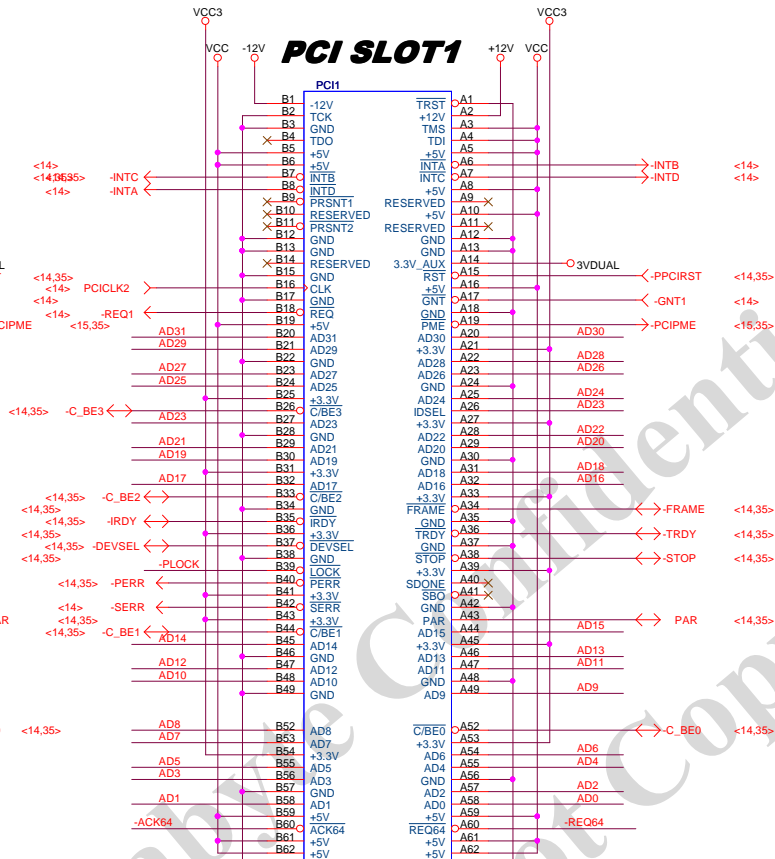 VCC3 VCC3
VCC -12V PCI SLOT1 +12V VCC
PCI1
B1 -12V TRST A1
B2 TCK +12V A2
B3 GND TMS A3
B4 TDO TDI A4
B5 +5V +5V A5
<14> B6 +5V INTA A6 -INTB <14>
-INTC B7 INTB INTC A7 -INTD <14>
<14> -INTA B8 INTD +5V A8
B9 PRSNT1 RESERVED A9
B10 RESERVED +5V A10
B11 PRSNT2 RESERVED A11
B12 GND GND A12
B13 GND GND A13
B14 RESERVED 3.3V_AUX A14 3VDUAL
<14,35> B15 GND RST A15 -PPCIRST <14,35>
<14> PCICLK2 B16 CLK +5V A16
<14> B17 GND GNT A17 -GNT1 <14>
<14> -REQ1 B18 REQ GND A18
CIPME <15,35> B19 +5V PME A19 -PCIPME <15,35>
AD31 B20 AD31 AD30 A20 AD30
AD29 B21 AD29 +3.3V A21
B22 GND AD28 A22 AD28
AD27 B23 AD27 AD26 A23 AD26
AD25 B24 AD25 GND A24
B25 +3.3V AD24 A25 AD24
<14,35> -C_BE3 B26 C/BE3 IDSEL A26 AD23
AD23 B27 AD23 +3.3V A27
B28 GND AD22 A28 AD22
AD21 B29 AD21 AD20 A29 AD20
AD19 B30 AD19 GND A30
B31 +3.3V AD18 A31 AD18
AD17 B32 AD17 AD16 A32 AD16
<14,35> -C_BE2 B33 C/BE2 +3.3V A33
<14,35> B34 GND FRAME A34 -FRAME <14,35>
<14,35> -IRDY B35 IRDY GND A35
<14,35> B36 +3.3V TRDY A36 -TRDY <14,35>
<14,35> -DEVSEL B37 DEVSEL GND A37
<14,35> B38 GND STOP A38 -STOP <14,35>
-PLOCK B39 LOCK +3.3V A39
<14,35> -PERR B40 PERR SDONE A40
B41 +3.3V SBO A41
<14> -SERR B42 SERR GND A42
AR <14,35> B43 +3.3V PAR A43 PAR <14,35>
<14,35> -C_BE1 B44 C/BE1 AD15 A44 AD15
AD14 B45 AD14 +3.3V A45
B46 GND AD13 A46 AD13
AD12 B47 AD12 AD11 A47 AD11
AD10 B48 AD10 GND A48
B49 GND AD9 A49 AD9
<14,35> AD8 B52 AD8 C/BE0 A52 -C_BE0 <14,35>
AD7 B53 AD7 +3.3V A53
B54 +3.3V AD6 A54 AD6
AD5 B55 AD5 AD4 A55 AD4
AD3 B56 AD3 GND A56
B57 GND AD2 A57 AD2
AD1 B58 AD1 AD0 A58 AD0
B59 +5V +5V A59
-ACK64 B60 ACK64 REQ64 A60 -REQ64
B61 +5V +5V A61
B62 +5V +5V A62
abyte Confidenti
ot Cop